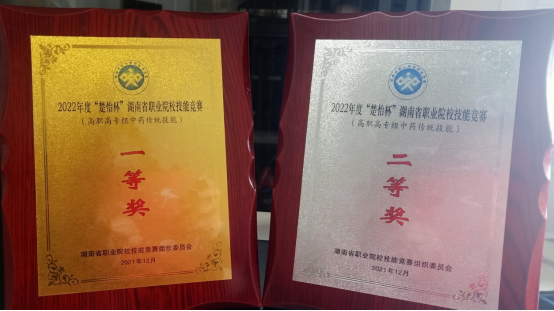 2022年度“楚怡杯”湖南省职业院校技能竞赛
（高职高专组中药传统技能）
一等奖
湖南省职业院校技能竞赛组织委员会
2021年12月
2022年度“楚怡杯”湖南省职业院校技能竞赛
（高职高专组中药传统技能）
二等奖
湖南省职业院校技能竞赛组织委员会
2021年12月